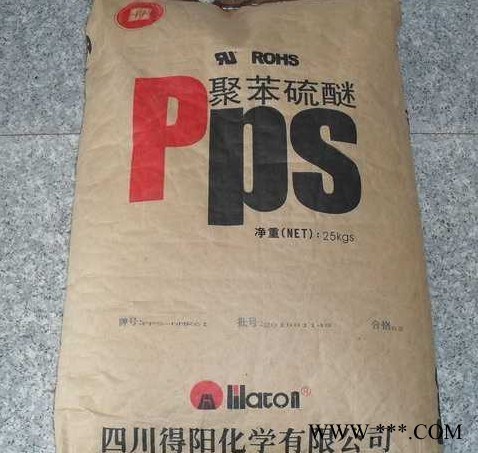 ROHS
聚苯硫醚
Pps
净重(NET):25kgs
牌号 批号 合格
Haton®
四川得阳化学有限公司
www.***.COM